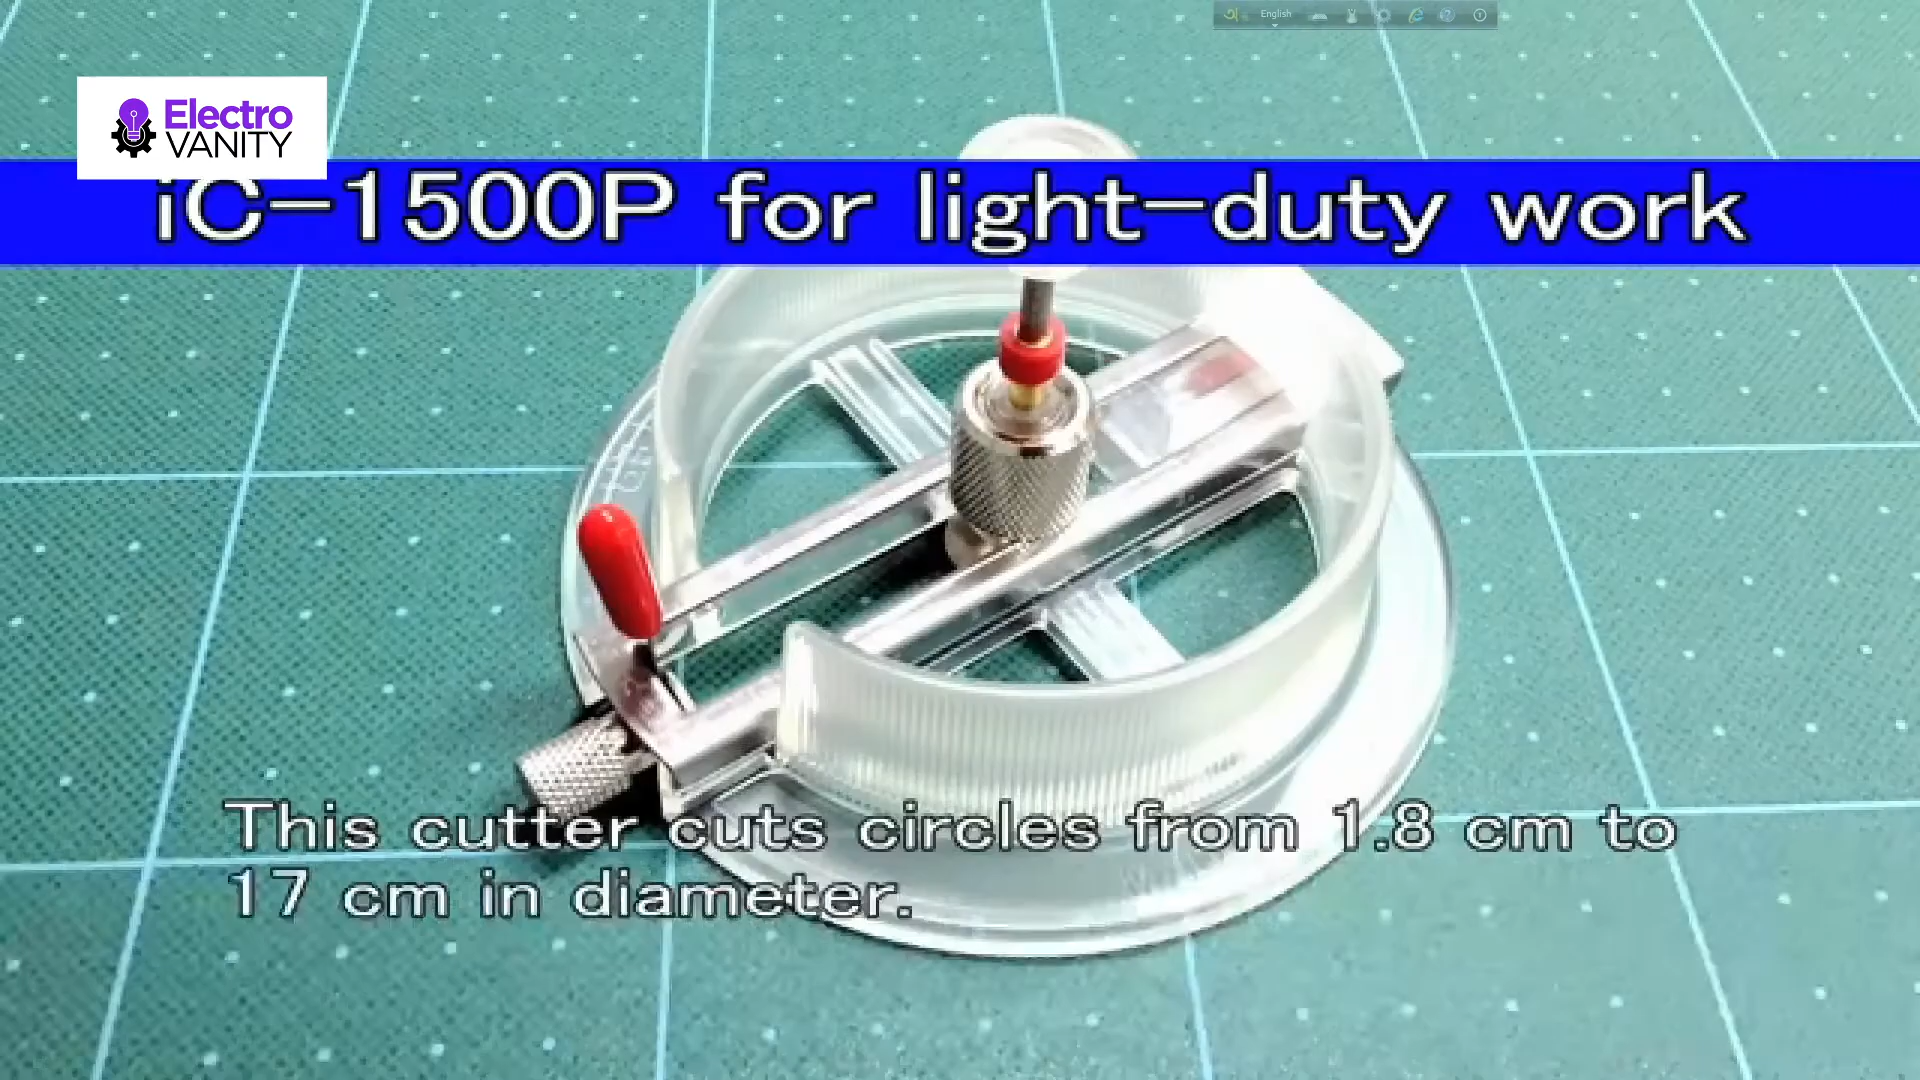 English
Electro
VANITY
iC-1500P for light-duty work
This cutter cuts circles from 1.8 cm to
17 cm in diameter.